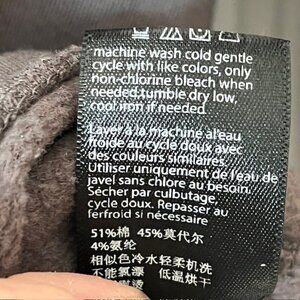 machine wash cold gentle
cycle with like colors, only
non-chlorine bleach when
needed.tumble dry low,
cool iron if needed.
Laver à la machine al'eau
froide au cycle doux avec
des couleurs similaires.
Utiliser uniquement de l'eau de
javel sans chlore au besoin.
Sécher par culbutage,
cycle doux. Repasser au
ferfroid si nécessaire
51%棉 45%莫代尔
4%氨纶
相似色冷水轻柔机洗
不能氯漂 低温烘干